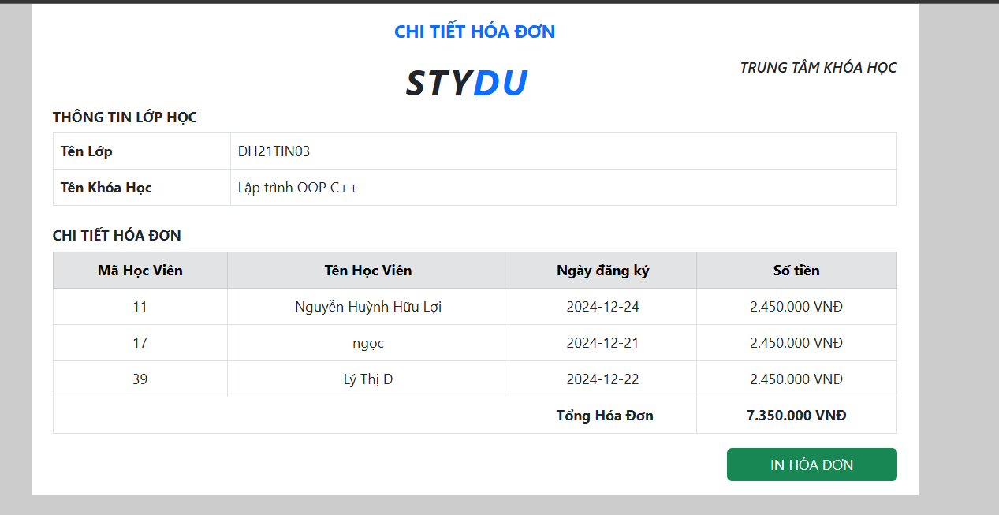 CHI TIẾT HÓA ĐƠN
TRUNG TÂM KHÓA HỌC
STYDU
THÔNG TIN LỚP HỌC
Tên Lớp DH21TIN03
Tên Khóa Học Lập trình OOP C++
CHI TIẾT HÓA ĐƠN
Mã Học Viên Tên Học Viên Ngày đăng ký Số tiền
11 Nguyễn Huỳnh Hữu Lợi 2024-12-24 2.450.000 VNĐ
17 ngọc 2024-12-21 2.450.000 VNĐ
39 Lý Thị D 2024-12-22 2.450.000 VNĐ
Tổng Hóa Đơn 7.350.000 VNĐ
IN HÓA ĐƠN